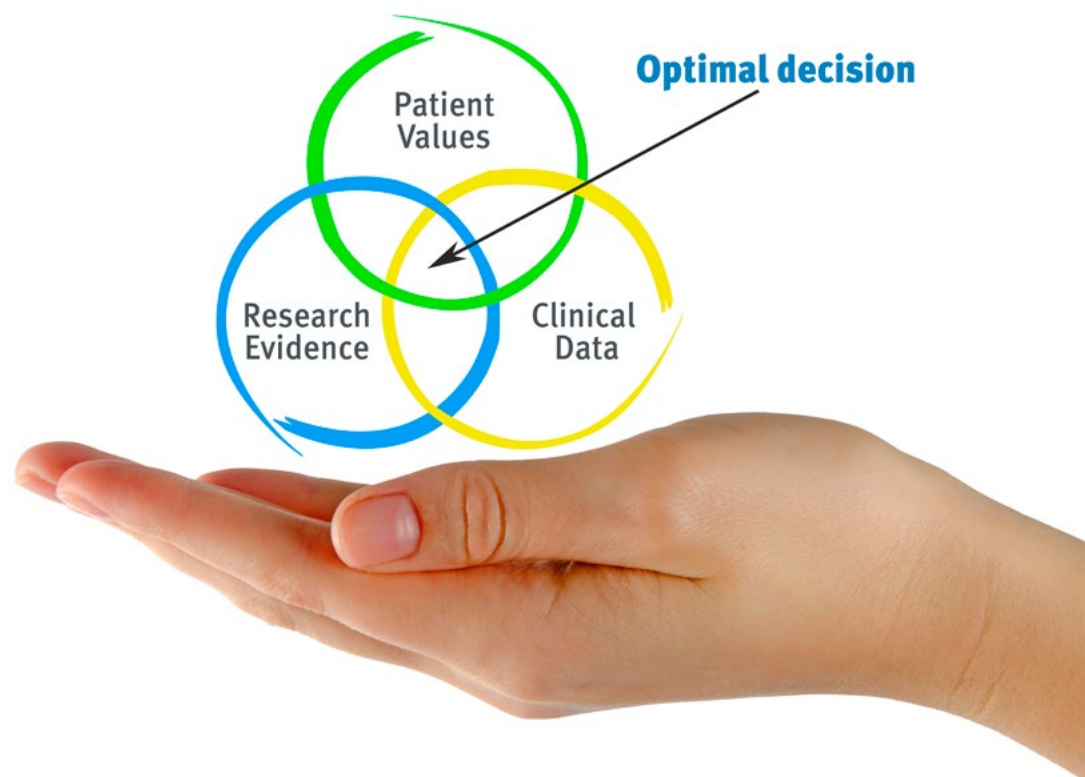 Optimal decision
Patient
Values
Research
Evidence
Clinical
Data